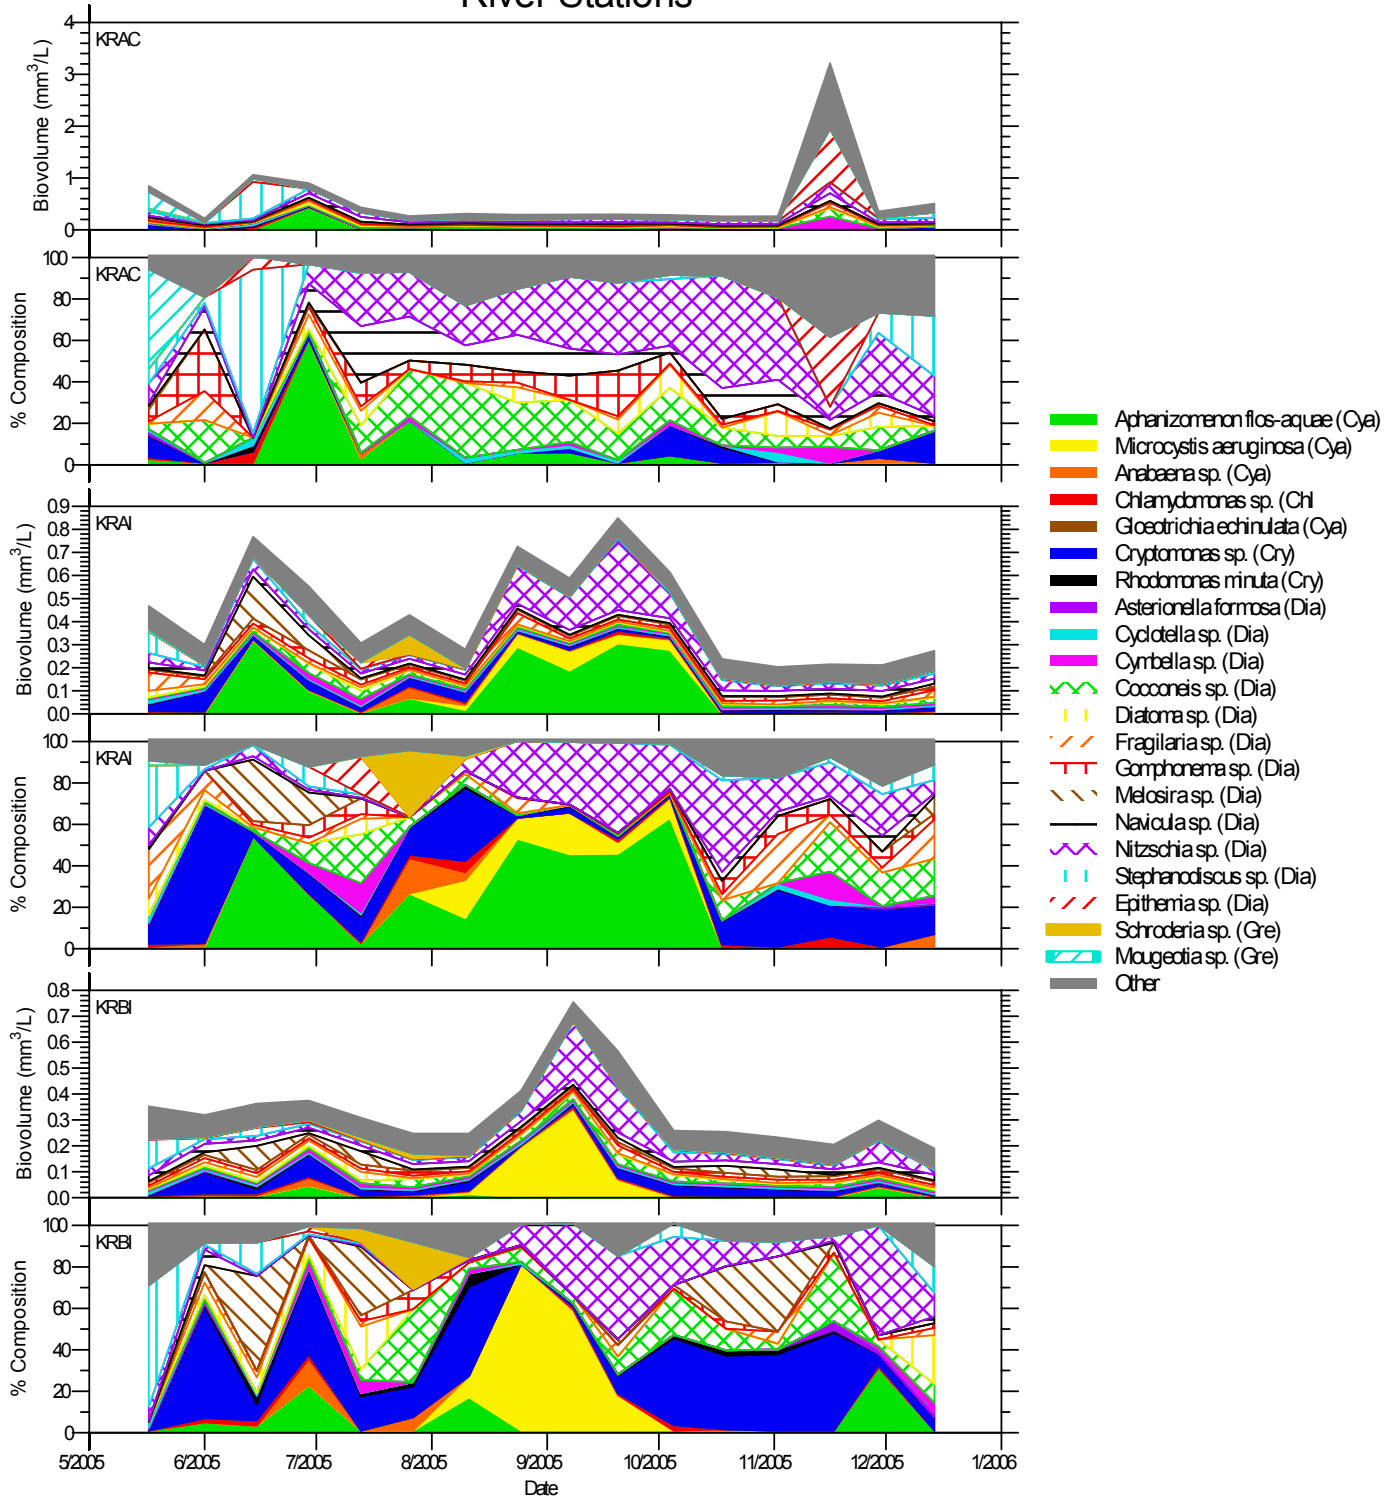 River Stations
4
3
2
1
0
Biovolume (mm³/L)
KRAC
100
80
60
40
20
0
% Composition
KRAC
0.9
0.8
0.7
0.6
0.5
0.4
0.3
0.2
0.1
0.0
Biovolume (mm³/L)
KRAI
100
80
60
40
20
0
% Composition
KRAI
0.8
0.7
0.6
0.5
0.4
0.3
0.2
0.1
0.0
Biovolume (mm³/L)
KRBI
100
80
60
40
20
0
% Composition
KRBI
5/2005 6/2005 7/2005 8/2005 9/2005 10/2005 11/2005 12/2005 1/2006
Date
Aphanizomenon flos-aquae (Cya)
Microcystis aeruginosa (Cya)
Anabaena sp. (Cya)
Chlamydomonas sp. (Chl
Gloeotrichia echinulata (Cya)
Cryptomonas sp. (Cry)
Rhodomonas minuta (Cry)
Asterionella formosa (Dia)
Cyclotella sp. (Dia)
Cymbella sp. (Dia)
Cocconeis sp. (Dia)
Diatoma sp. (Dia)
Fragilaria sp. (Dia)
Gomphonema sp. (Dia)
Melosira sp. (Dia)
Navicula sp. (Dia)
Nitzschia sp. (Dia)
Stephanodiscus sp. (Dia)
Epithemia sp. (Dia)
Schroderia sp. (Gre)
Mougeotia sp. (Gre)
Other